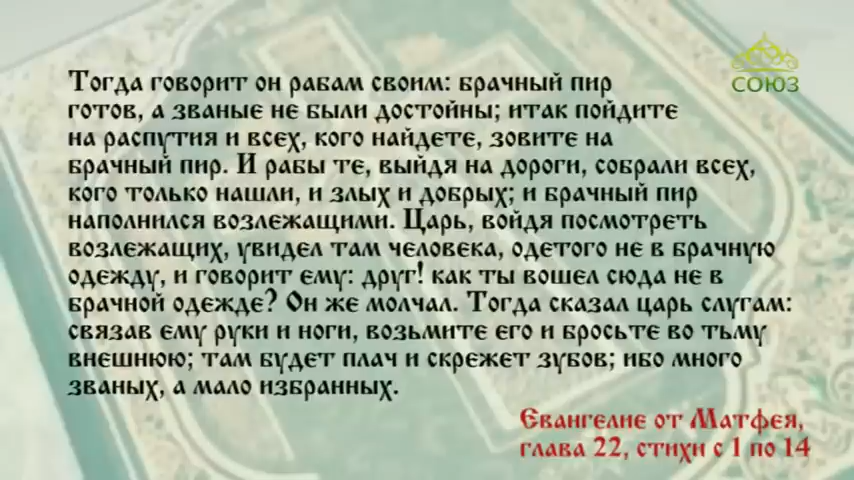 СОЮЗ
Тогда говорит он рабам своим: брачный пир
готов, а званые не были достойны; итак пойдите
на распутия и всех, кого найдете, зовите на
брачный пир. И рабы те, выйдя на дороги, собрали всех,
кого только нашли, и злых и добрых; и брачный пир
наполнился возлежащими. Царь, войдя посмотреть
возлежащих, увидел там человека, одетого не в брачную
одежду, и говорит ему: друг! как ты вошел сюда не в
брачной одежде? Он же молчал. Тогда сказал царь слугам:
связав ему руки и ноги, возьмите его и бросьте во тьму
внешнюю; там будет плач и скрежет зубов; ибо много
званых, а мало избранных.
Евангелие от Матфея,
глава 22, стихи с 1 по 14